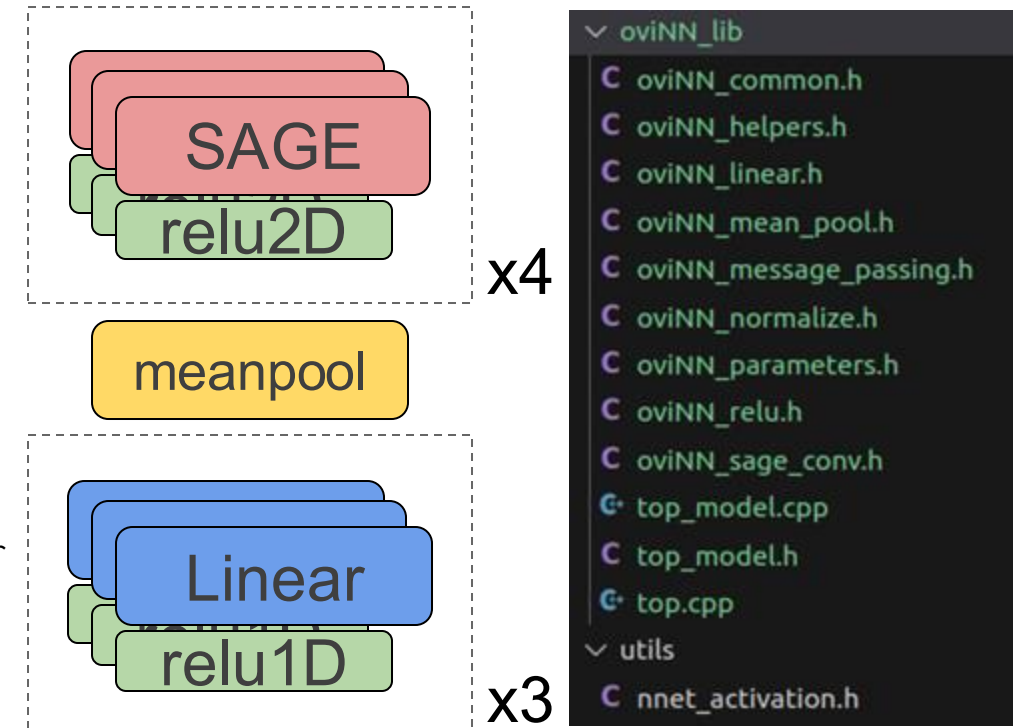 SAGE
relu2D
x4
meanpool
Linear
relu1D
x3
oviNN_lib
C oviNN_common.h
C oviNN_helpers.h
C oviNN_linear.h
C oviNN_mean_pool.h
C oviNN_message_passing.h
C oviNN_normalize.h
C oviNN_parameters.h
C oviNN_relu.h
C oviNN_sage_conv.h
C+ top_model.cpp
C top_model.h
C+ top.cpp
utils
C nnet_activation.h